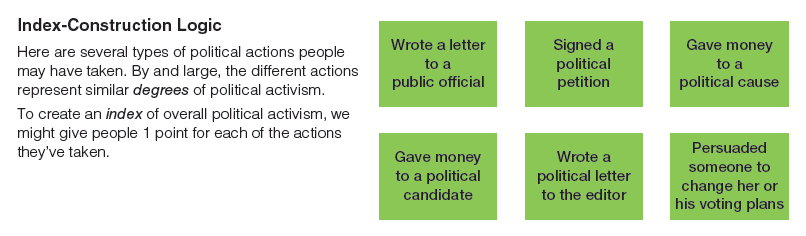 Index-Construction Logic
Here are several types of political actions people
may have taken. By and large, the different actions
represent similar degrees of political activism.
To create an index of overall political activism, we
might give people 1 point for each of the actions
they've taken.
Wrote a letter
to a
public official
Signed a
political
petition
Gave money
to a
political cause
Gave money
to a political
candidate
Wrote a
political letter
to the editor
Persuaded
someone to
change her or
his voting plans